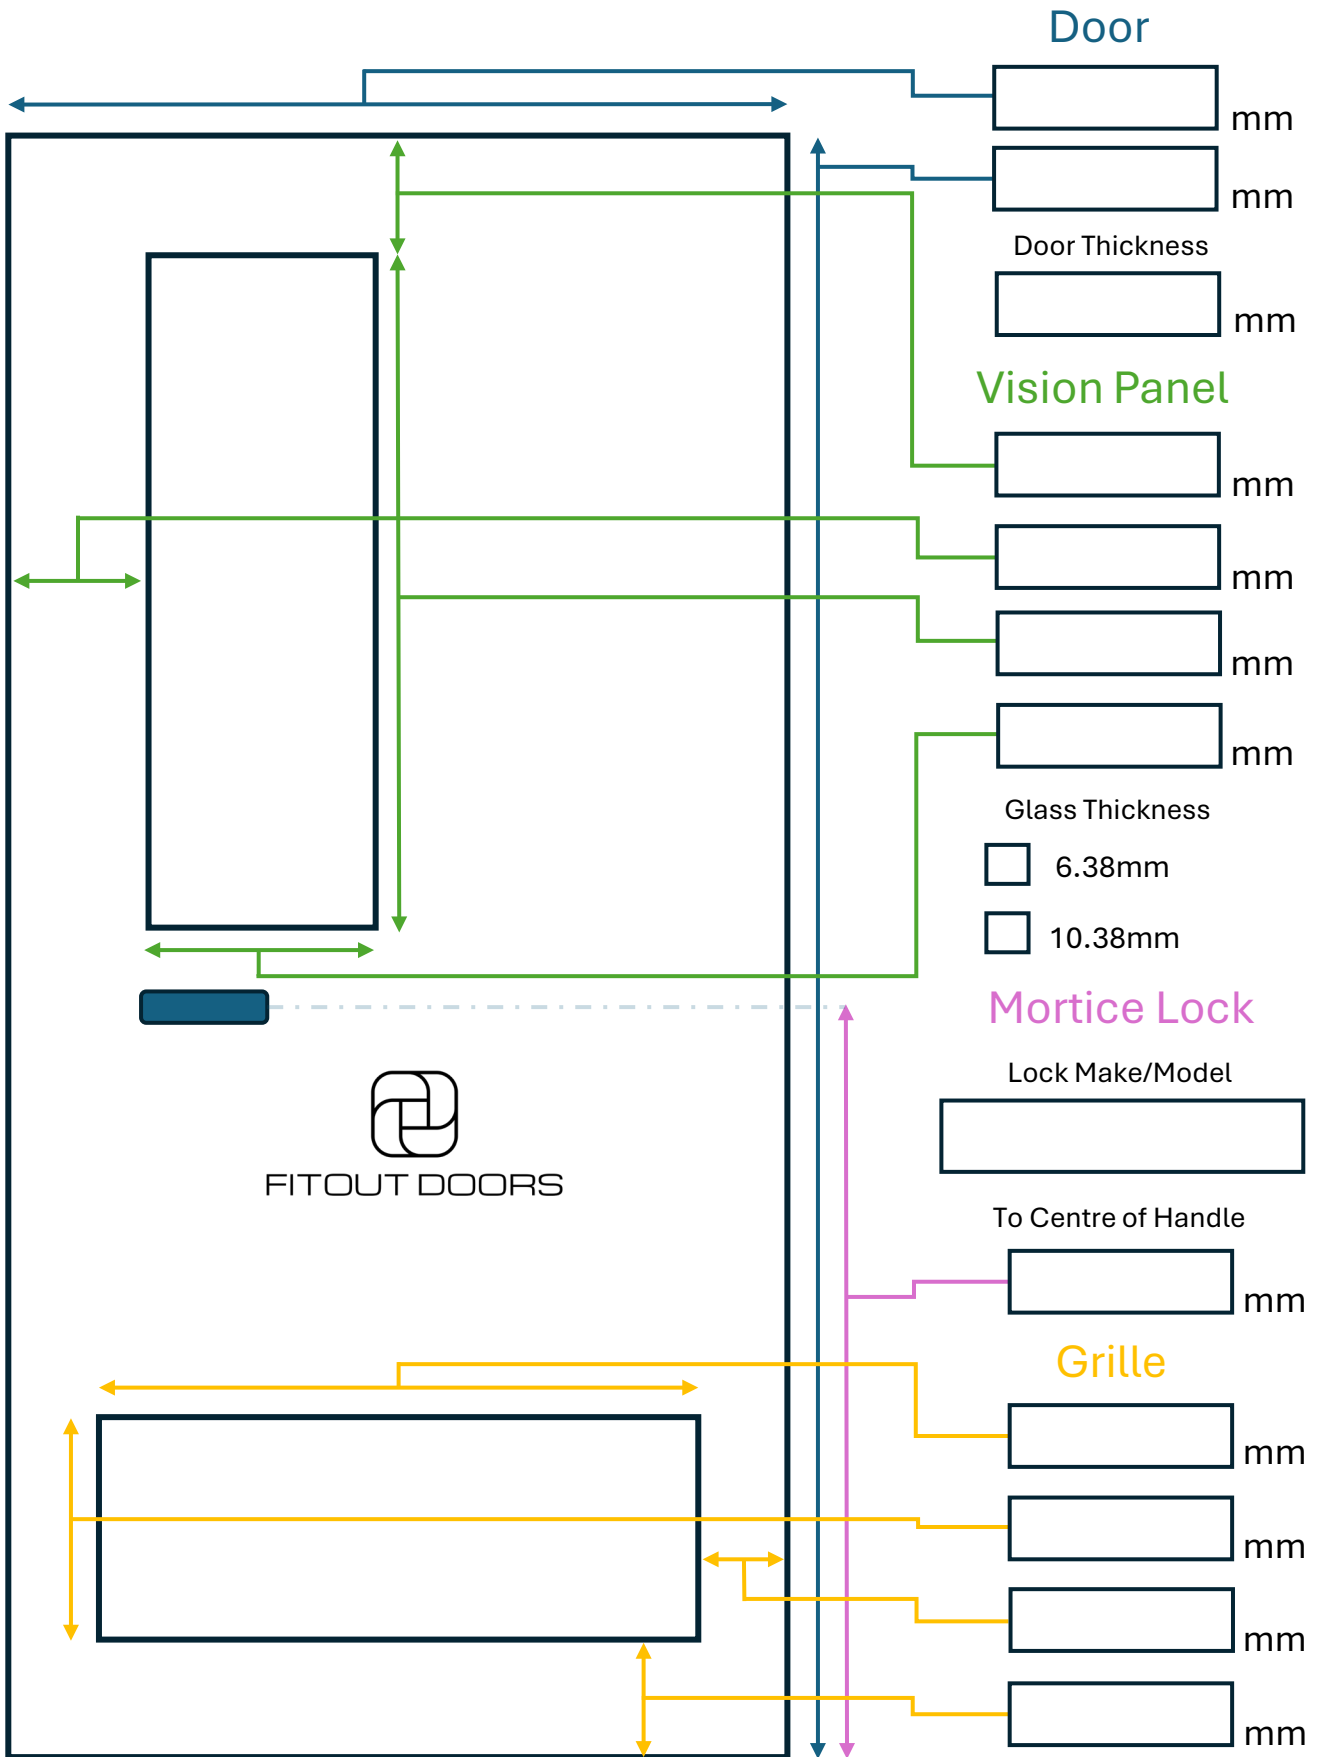 Door
mm
mm
Door Thickness
mm
Vision Panel
mm
mm
mm
mm
Glass Thickness
6.38mm
10.38mm
Mortice Lock
Lock Make/Model
FITOUT DOORS
To Centre of Handle
mm
Grille
mm
mm
mm
mm